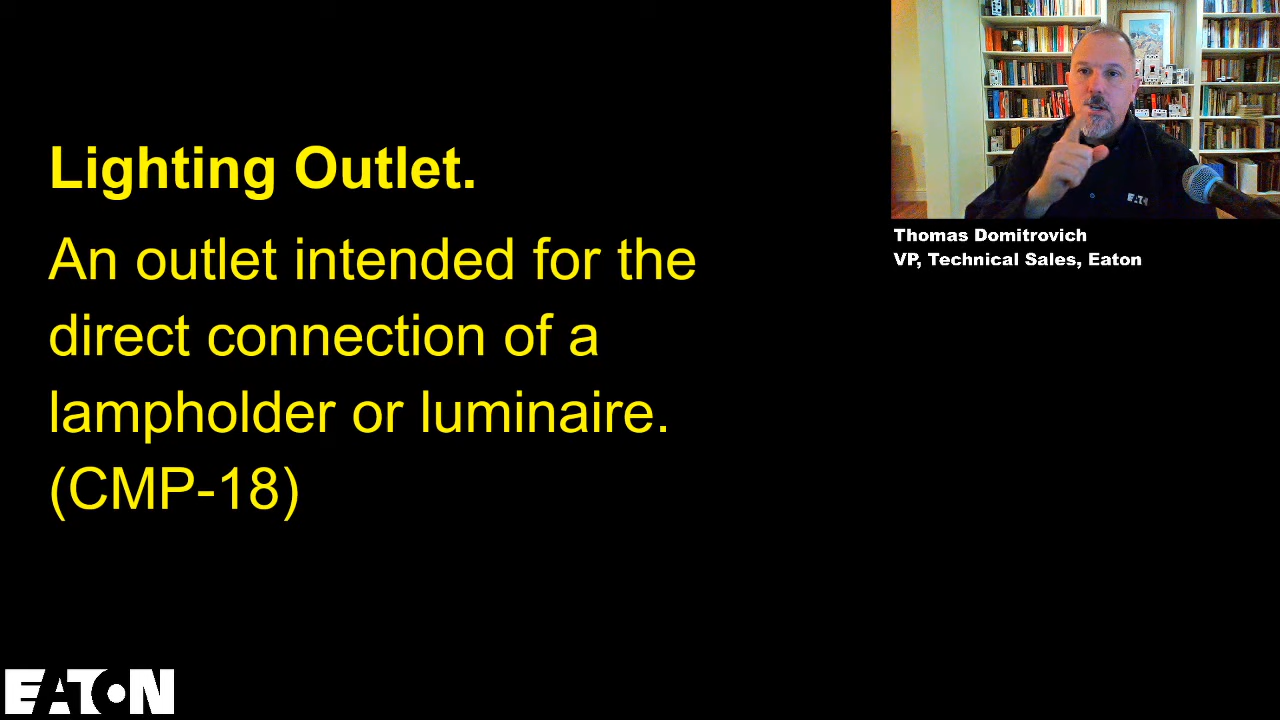 Lighting Outlet.
An outlet intended for the
direct connection of a
lampholder or luminaire.
(CMP-18)
EATON
Thomas Domitrovich
VP, Technical Sales, Eaton
EATON